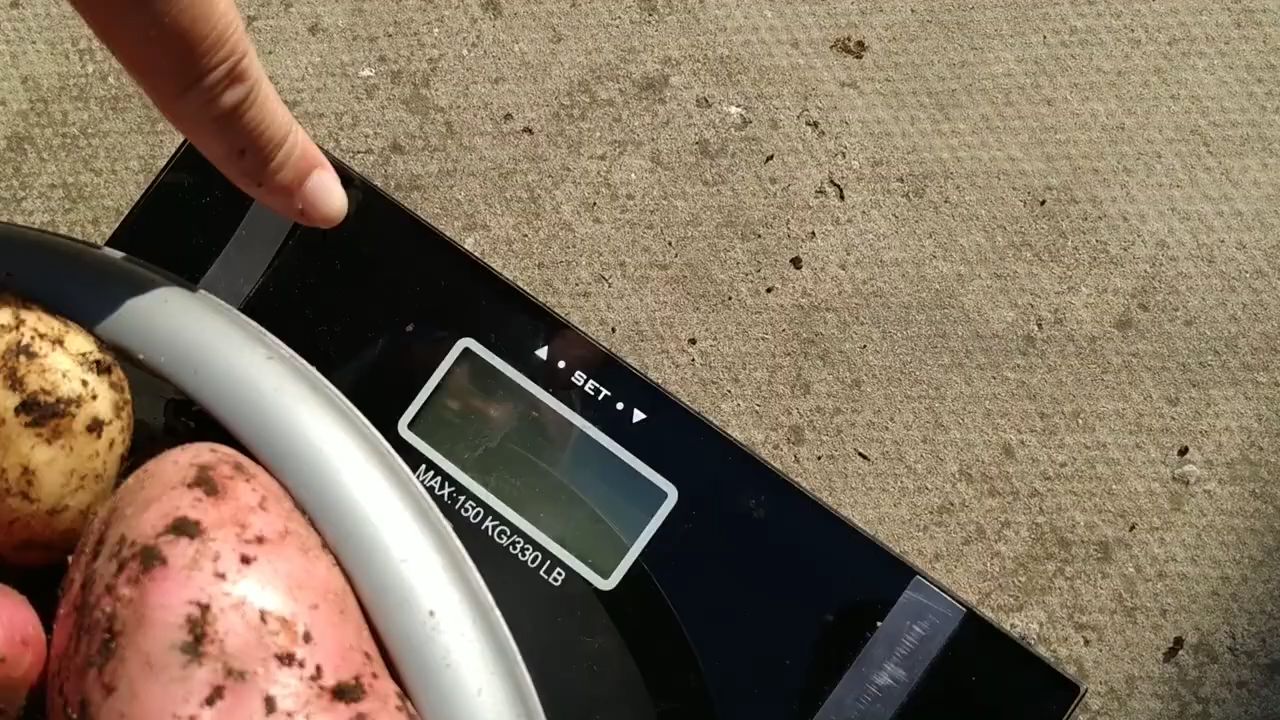 ▲ • SET • ▼
MAX:150 KG/330 LB